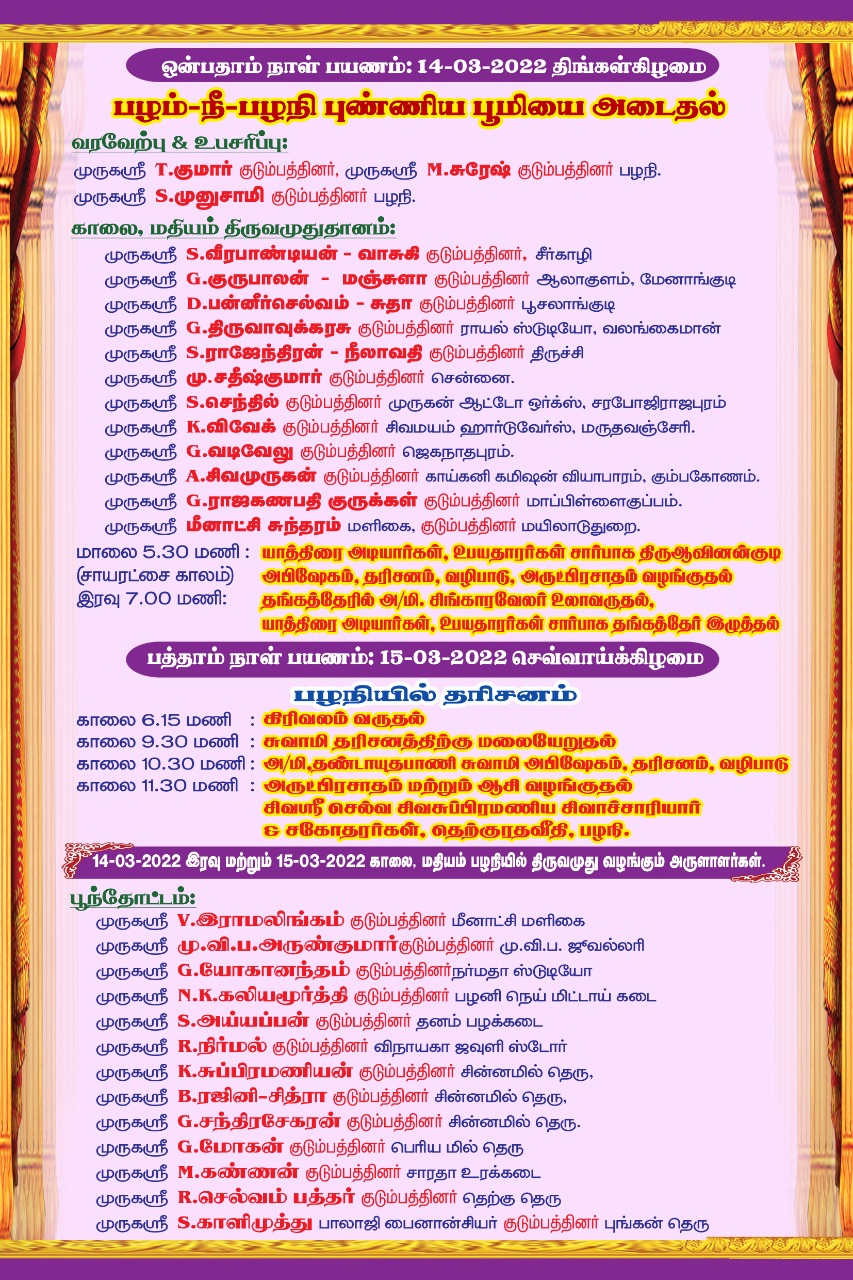 ஒன்பதாம் நாள் பயணம்: 14-03-2022 திங்கள்கிழமை
பழம்-நீ-பழநி புண்ணிய பூமியை அடைதல்
வரவேற்பு & உபசரிப்பு:
முருகஸ்ரீ T.குமார் குடும்பத்தினர், முருகஸ்ரீ M.சுரேஷ் குடும்பத்தினர் பழநி.
முருகஸ்ரீ S.முனுசாமி குடும்பத்தினர் பழநி.
காலை, மதியம் திருவமுதுதானம்:
முருகஸ்ரீ S.வீரபாண்டியன் - வாசுகி குடும்பத்தினர், சீர்காழி
முருகஸ்ரீ G.குருபாலன் - மஞ்சுளா குடும்பத்தினர் ஆலாகுளம், மேனாங்குடி
முருகஸ்ரீ D.பன்னீர்செல்வம் - சுதா குடும்பத்தினர் பூசலாங்குடி
முருகஸ்ரீ G.திருவாவுக்கரசு குடும்பத்தினர் ராயல் ஸ்டுடியோ, வலங்கைமான்
முருகஸ்ரீ S.ராஜேந்திரன் - நீலாவதி குடும்பத்தினர் திருச்சி
முருகஸ்ரீ மு.சதீஷ்குமார் குடும்பத்தினர் சென்னை.
முருகஸ்ரீ S.செந்தில் குடும்பத்தினர் முருகன் ஆட்டோ ஒர்க்ஸ், சரபோஜிராஜபுரம்
முருகஸ்ரீ K.விவேக் குடும்பத்தினர் சிவமயம் ஹார்டுவேர்ஸ், மருதவஞ்சேரி.
முருகஸ்ரீ G.வடிவேலு குடும்பத்தினர் ஜெகநாதபுரம்.
முருகஸ்ரீ A.சிவமுருகன் குடும்பத்தினர் காய்கனி கமிஷன் வியாபாரம், கும்பகோணம்.
முருகஸ்ரீ G.ராஜகணபதி குருக்கள் குடும்பத்தினர் மாப்பிள்ளைகுப்பம்.
முருகஸ்ரீ மீனாட்சி சுந்தரம் மளிகை, குடும்பத்தினர் மயிலாடுதுறை.
மாலை 5.30 மணி : யாத்திரை அடியார்கள், உபயதாரர்கள் சார்பாக திருஆவினன்குடி
(சாயரட்சை காலம்) அபிஷேகம், தரிசனம், வழிபாடு, அருட்பிரசாதம் வழங்குதல்
இரவு 7.00 மணி: தங்கத்தேரில் அ/மி. சிங்காரவேலர் உலாவருதல்,
யாத்திரை அடியார்கள், உபயதாரர்கள் சார்பாக தங்கத்தேர் இழுத்தல்
பத்தாம் நாள் பயணம்: 15-03-2022 செவ்வாய்க்கிழமை
பழநியில் தரிசனம்
காலை 6.15 மணி : கிரிவலம் வருதல்
காலை 9.30 மணி : சுவாமி தரிசனத்திற்கு மலையேறுதல்
காலை 10.30 மணி : அ/மி,தண்டாயுதபாணி சுவாமி அபிஷேகம், தரிசனம், வழிபாடு
காலை 11.30 மணி : அருட்பிரசாதம் மற்றும் ஆசி வழங்குதல்
சிவஸ்ரீ செல்வ சிவசுப்பிரமணிய சிவாச்சாரியார்
& சகோதரர்கள், தெற்குரதவீதி, பழநி.
14-03-2022 இரவு மற்றும் 15-03-2022 காலை, மதியம் பழநியில் திருவமுது வழங்கும் அருளாளர்கள்.
பூந்தோட்டம்:
முருகஸ்ரீ V.இராமலிங்கம் குடும்பத்தினர் மீனாட்சி மளிகை
முருகஸ்ரீ மு.வி.ப.அருண்குமார்குடும்பத்தினர் மு.வி.ப. ஜூவல்லரி
முருகஸ்ரீ G.யோகானந்தம் குடும்பத்தினர்நர்மதா ஸ்டுடியோ
முருகஸ்ரீ N.K.கலியமூர்த்தி குடும்பத்தினர் பழனி நெய் மிட்டாய் கடை
முருகஸ்ரீ S.அய்யப்பன் குடும்பத்தினர் தனம் பழக்கடை
முருகஸ்ரீ R.நிர்மல் குடும்பத்தினர் விநாயகா ஜவுளி ஸ்டோர்
முருகஸ்ரீ K.சுப்பிரமணியன் குடும்பத்தினர் சின்னமில் தெரு,
முருகஸ்ரீ B.ரஜினி-சித்ரா குடும்பத்தினர் சின்னமில் தெரு,
முருகஸ்ரீ G.சந்திரசேகரன் குடும்பத்தினர் சின்னமில் தெரு.
முருகஸ்ரீ G.மோகன் குடும்பத்தினர் பெரிய மில் தெரு
முருகஸ்ரீ M.கண்ணன் குடும்பத்தினர் சாரதா உரக்கடை
முருகஸ்ரீ R.செல்வம் பத்தர் குடும்பத்தினர் தெற்கு தெரு
முருகஸ்ரீ S.காளிமுத்து பாலாஜி பைனான்சியர் குடும்பத்தினர் புங்கன் தெரு